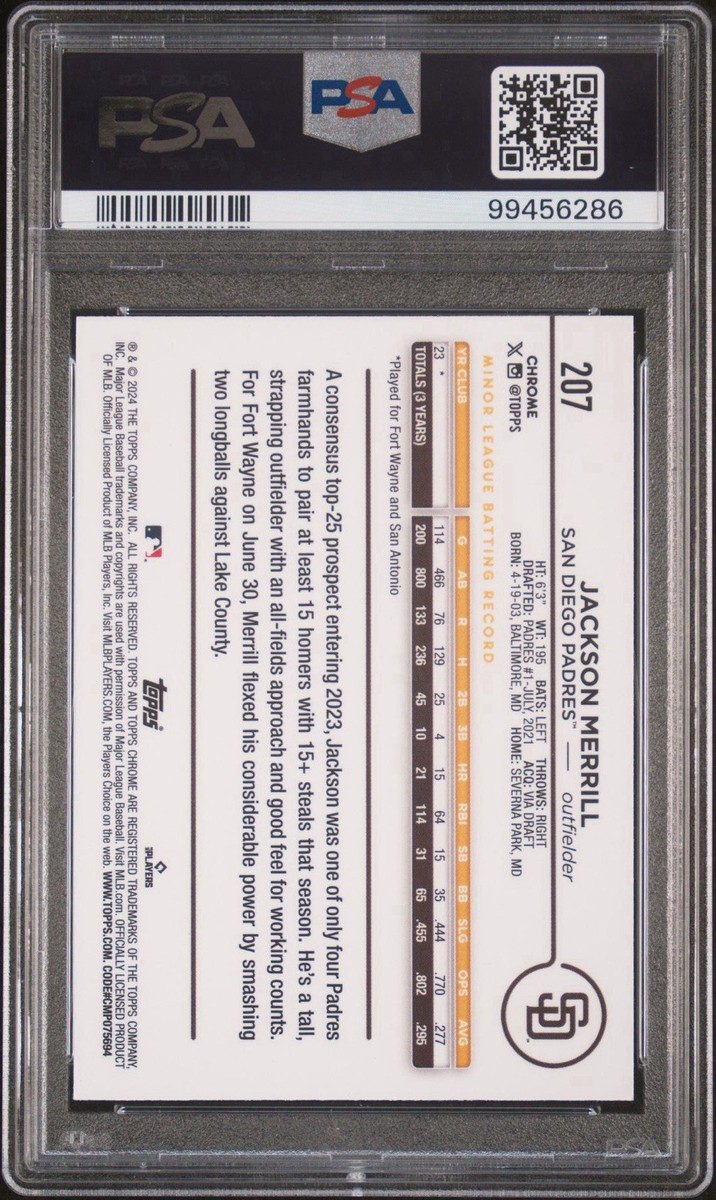 PSA PSA PSA
PSA
PSA PSA PSA
PSA
99456286
207
JACKSON MERRILL
SAN DIEGO PADRES™ — outfielder
CHROME
X @TOPPS
HT: 6'3" WT: 195 BATS: LEFT THROWS: RIGHT
DRAFTED: PADRES #1-JULY, 2021 ACQ: VIA DRAFT
BORN: 4-19-03, BALTIMORE, MD HOME: SEVERNA PARK, MD
SD
MINOR LEAGUE BATTING RECORD
YR CLUB G AB R H 2B 3B HR RBI SB BB SLG OPS AVG
23 * 114 466 76 129 25 4 15 64 15 35 .444 .770 .277
TOTALS (3 YEARS) 200 800 133 236 45 10 21 114 31 65 .455 .802 .295
*Played for Fort Wayne and San Antonio
A consensus top-25 prospect entering 2023, Jackson was one of only four Padres
farmhands to pair at least 15 homers with 15+ steals that season. He's a tall,
strapping outfielder with an all-fields approach and good feel for working counts.
For Fort Wayne on June 30, Merrill flexed his considerable power by smashing
two longballs against Lake County.
topps®
PLAYERS
® & © 2024 THE TOPPS COMPANY, INC. ALL RIGHTS RESERVED. TOPPS AND TOPPS CHROME ARE REGISTERED TRADEMARKS OF THE TOPPS COMPANY,
INC. Major League Baseball trademarks and copyrights are used with permission of Major League Baseball. Visit MLB.com. OFFICIALLY LICENSED PRODUCT
OF MLB. Officially Licensed Product of MLB Players, Inc. Visit MLBPLAYERS.COM, the Players Choice on the web. WWW.TOPPS.COM. CODE#CMP075694
PSA